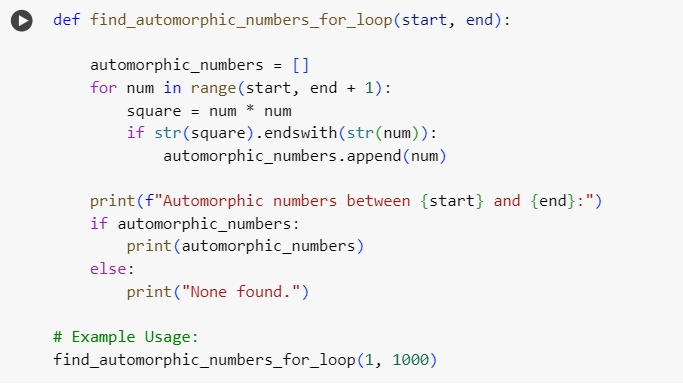 def find_automorphic_numbers_for_loop(start, end):
    automorphic_numbers = []
    for num in range(start, end + 1):
        square = num * num
        if str(square).endswith(str(num)):
            automorphic_numbers.append(num)
    print(f"Automorphic numbers between {start} and {end}:")
    if automorphic_numbers:
        print(automorphic_numbers)
    else:
        print("None found.")
# Example Usage:
find_automorphic_numbers_for_loop(1, 1000)